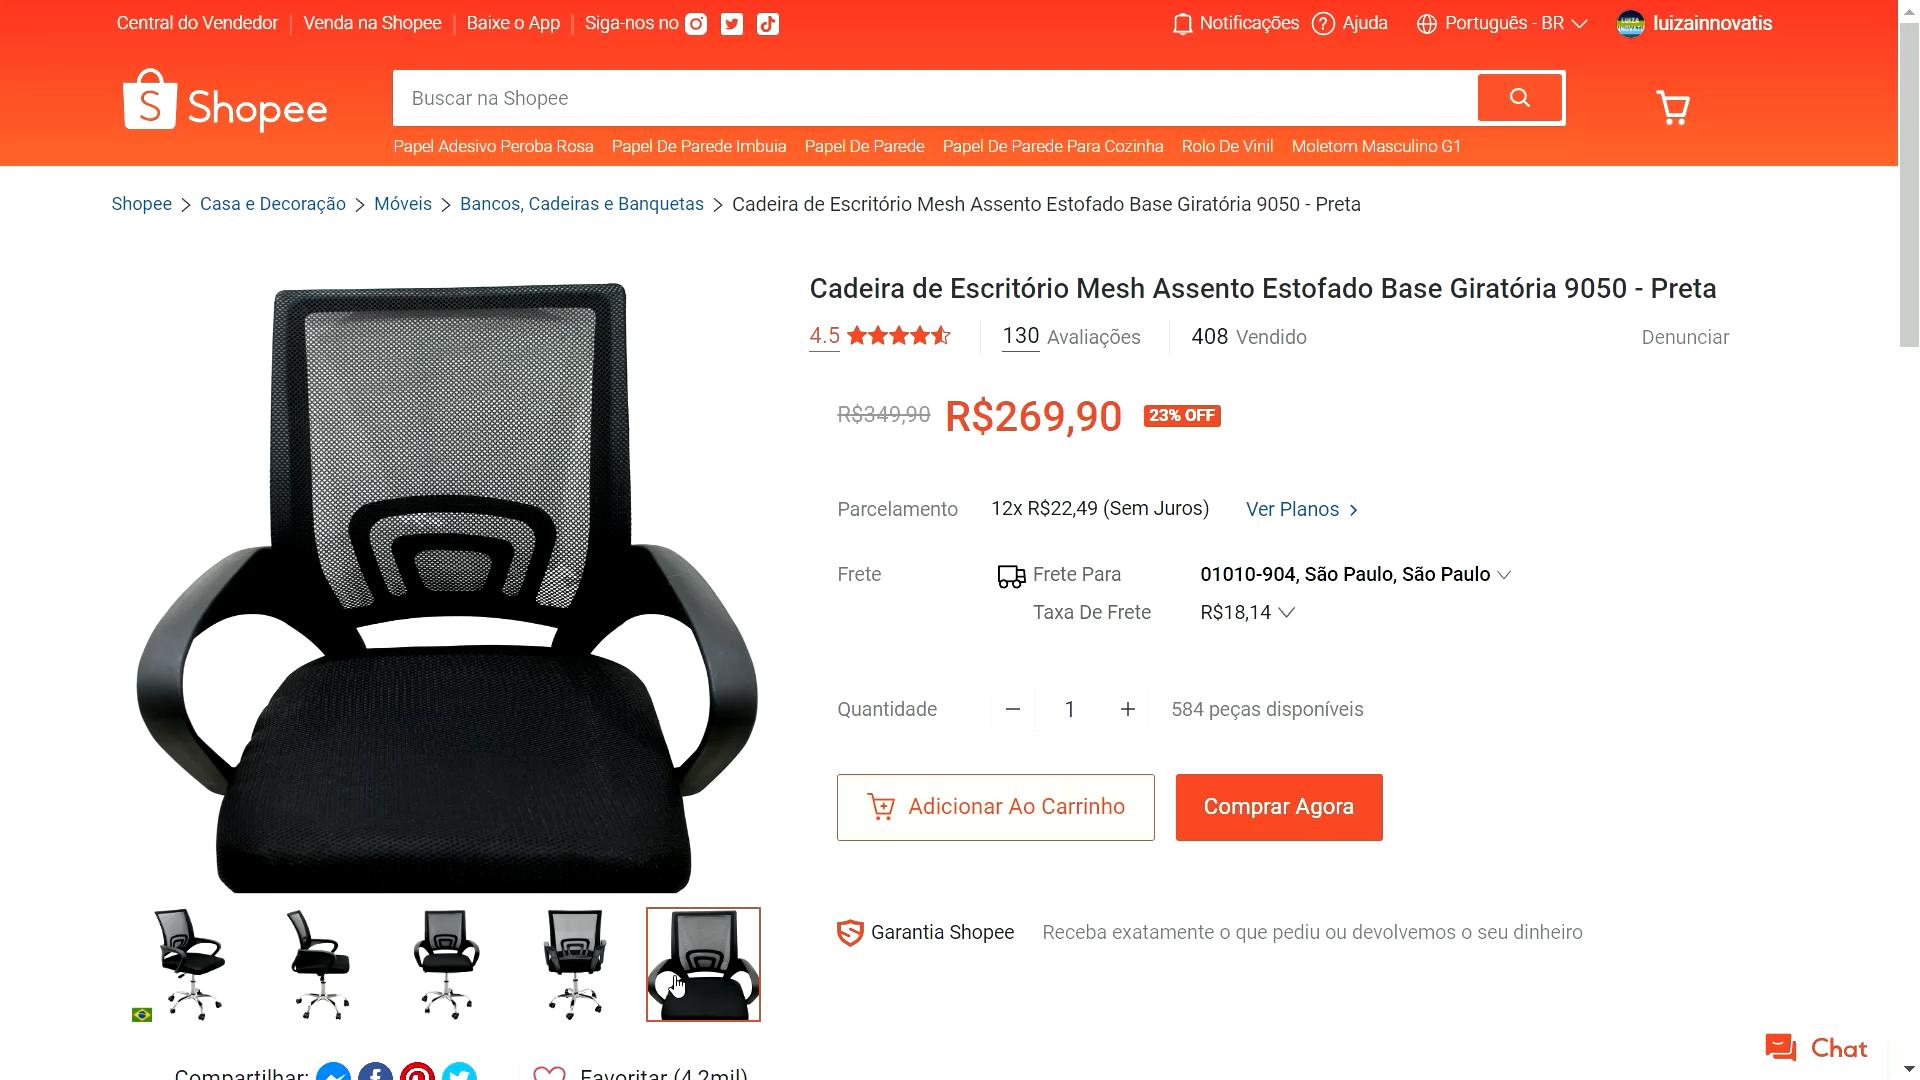 Central do Vendedor | Venda na Shopee | Baixe o App | Siga-nos no
Notificações Ajuda Português - BR luizainnovatis
Shopee
Buscar na Shopee
Papel Adesivo Peroba Rosa Papel De Parede Imbuia Papel De Parede Papel De Parede Para Cozinha Rolo De Vinil Moletom Masculino G1
Shopee > Casa e Decoração > Móveis > Bancos, Cadeiras e Banquetas > Cadeira de Escritório Mesh Assento Estofado Base Giratória 9050 - Preta
Cadeira de Escritório Mesh Assento Estofado Base Giratória 9050 - Preta
4.5 130 Avaliações 408 Vendido Denunciar
R$349,90 R$269,90 23% OFF
Parcelamento 12x R$22,49 (Sem Juros) Ver Planos >
Frete Frete Para 01010-904, São Paulo, São Paulo
Taxa De Frete R$18,14
Quantidade − 1 + 584 peças disponíveis
Adicionar Ao Carrinho Comprar Agora
Garantia Shopee Receba exatamente o que pediu ou devolvemos o seu dinheiro
Chat
Compartilhar: Favoritar (4,2mil)